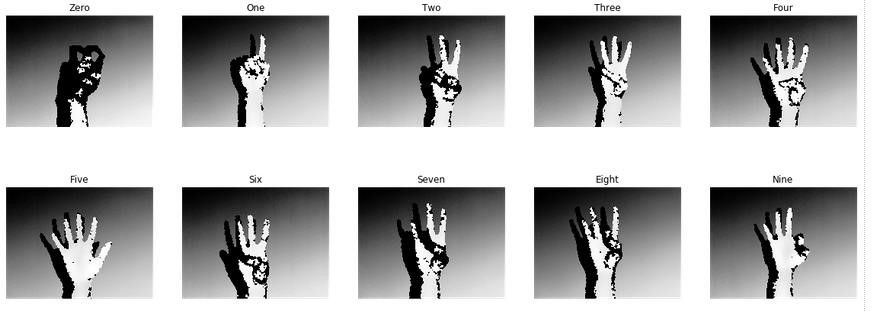 Zero One Two Three Four
Five Six Seven Eight Nine